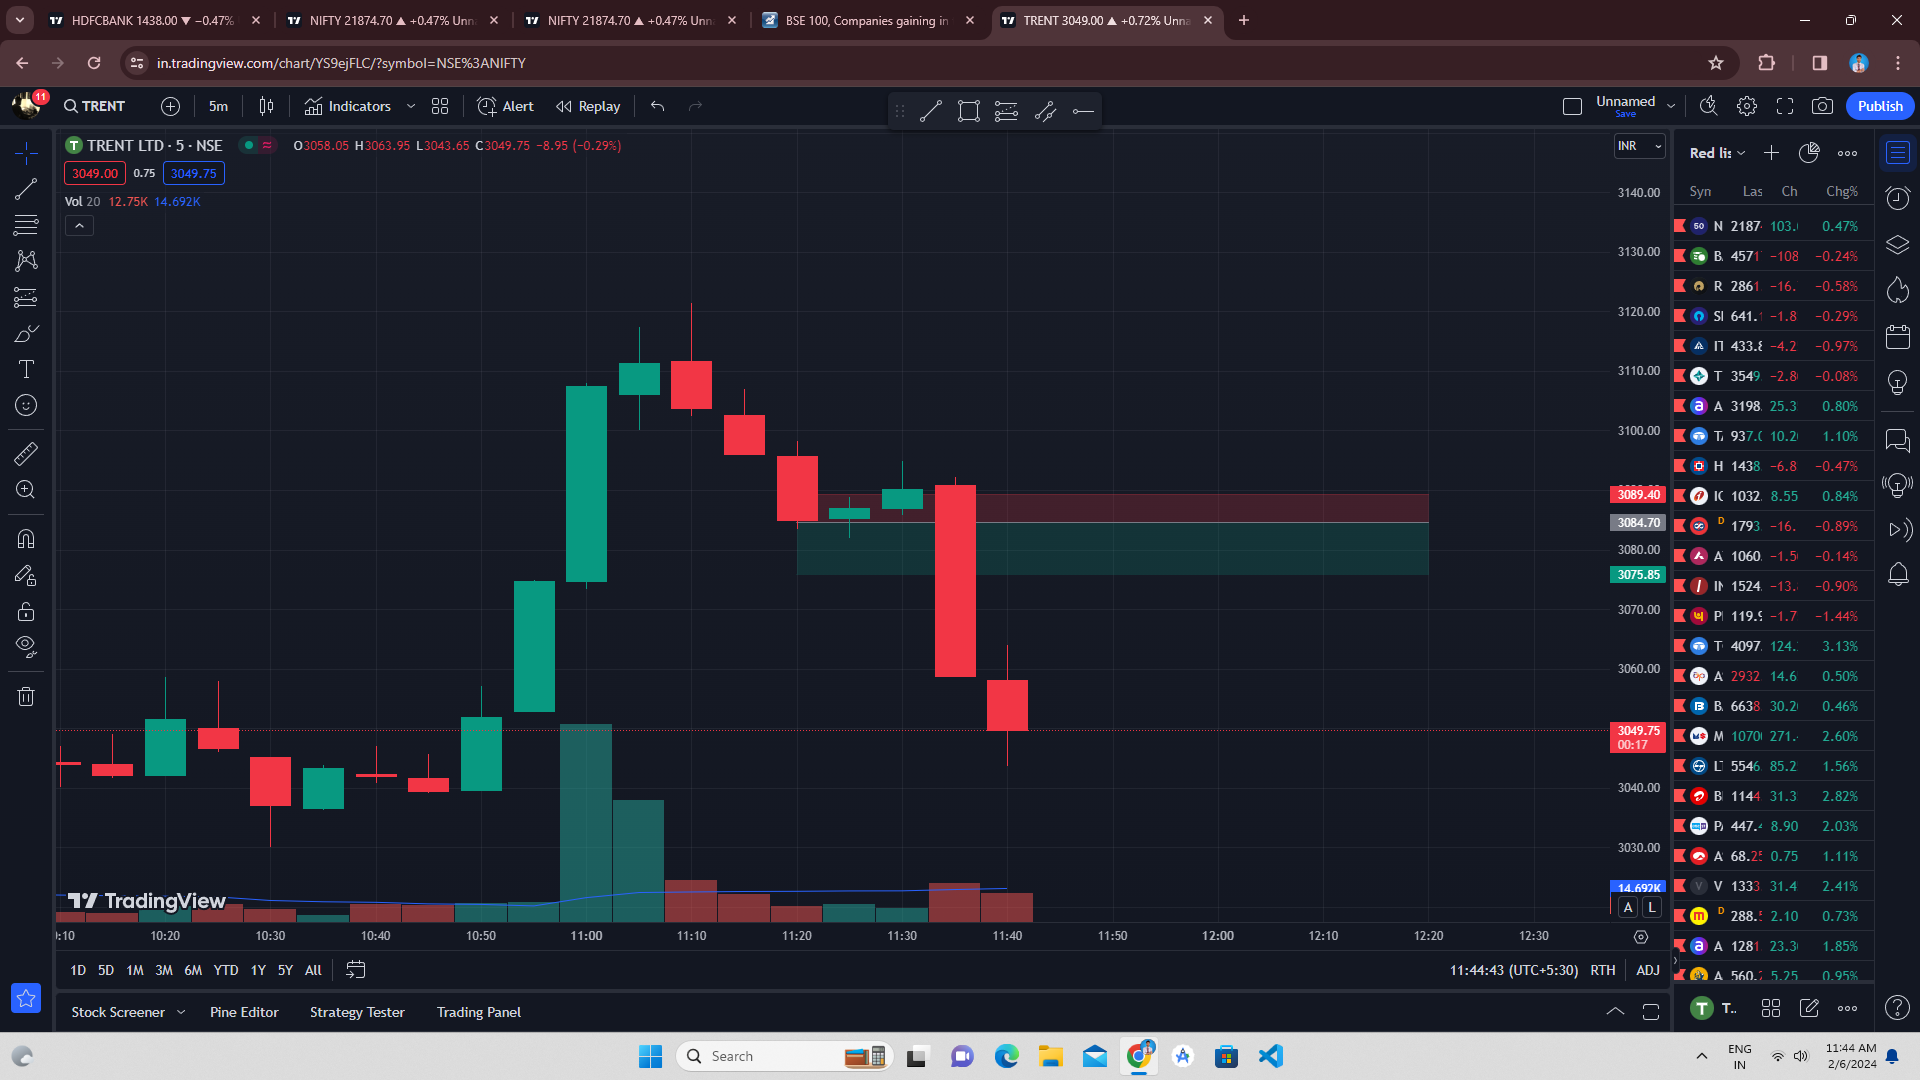 HDFCBANK 1438.00 ▼ −0.47%
NIFTY 21874.70 ▲ +0.47% Unna
NIFTY 21874.70 ▲ +0.47% Unna
BSE 100, Companies gaining in
TRENT 3049.00 ▲ +0.72% Unna
in.tradingview.com/chart/YS9ejFLC/?symbol=NSE%3ANIFTY
11
TRENT
5m
Indicators
Alert
Replay
Unnamed
Save
Publish
TRENT LTD · 5 · NSE
O3058.05 H3063.95 L3043.65 C3049.75 −8.95 (−0.29%)
3049.00 0.75 3049.75
Vol 20 12.75K 14.692K
INR
3140.00
3130.00
3120.00
3110.00
3100.00
3089.40
3084.70
3080.00
3075.85
3070.00
3060.00
3049.75
00:17
3040.00
3030.00
14.692K
A L
TradingView
:10 10:20 10:30 10:40 10:50 11:00 11:10 11:20 11:30 11:40 11:50 12:00 12:10 12:20 12:30
1D 5D 1M 3M 6M YTD 1Y 5Y All
11:44:43 (UTC+5:30) RTH ADJ
Stock Screener Pine Editor Strategy Tester Trading Panel
Red lis
Syn Las Ch Chg%
50 N 2187 103. 0.47%
B 4571 −108 −0.24%
R 2861 −16. −0.58%
SI 641. −1.8 −0.29%
IT 433.8 −4.2 −0.97%
T 3549 −2.8 −0.08%
A 3198. 25.3 0.80%
T 937.0 10.2 1.10%
H 1438 −6.8 −0.47%
IC 1032. 8.55 0.84%
D 1793 −16. −0.89%
A 1060. −1.5 −0.14%
IN 1524. −13. −0.90%
P 119.9 −1.7 −1.44%
T 4097. 124. 3.13%
A 2932 14.6 0.50%
B 6638 30.2 0.46%
M 1070 271. 2.60%
LT 5546. 85.2 1.56%
B 1144 31.3 2.82%
P 447.4 8.90 2.03%
A 68.25 0.75 1.11%
V 1333 31.4 2.41%
D 288. 2.10 0.73%
A 1281 23.3 1.85%
A 560. 5.25 0.95%
T T..
Search
ENG
IN
11:44 AM
2/6/2024